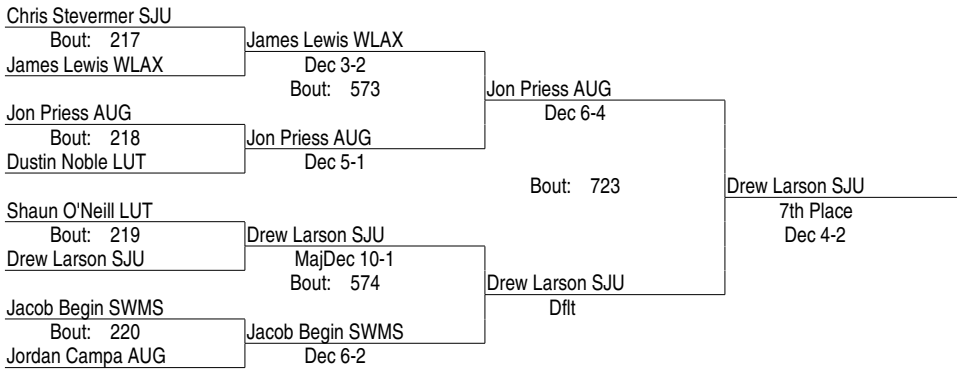 Chris Stevermer SJU
Bout: 217
James Lewis WLAX
James Lewis WLAX
Dec 3-2
Bout: 573
Jon Priess AUG
Dec 6-4
Jon Priess AUG
Bout: 218
Dustin Noble LUT
Jon Priess AUG
Dec 5-1
Bout: 723
Drew Larson SJU
7th Place
Dec 4-2
Shaun O'Neill LUT
Bout: 219
Drew Larson SJU
Drew Larson SJU
MajDec 10-1
Bout: 574
Drew Larson SJU
Dflt
Jacob Begin SWMS
Bout: 220
Jordan Campa AUG
Jacob Begin SWMS
Dec 6-2